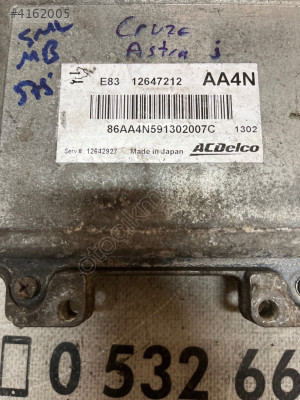 #4162005
Cruze
Astra j
SML
MB
E83 12647212 AA4N
86AA4N591302007C 1302
Serv #: 12642927 Made in Japan ACDelco
0 532 66